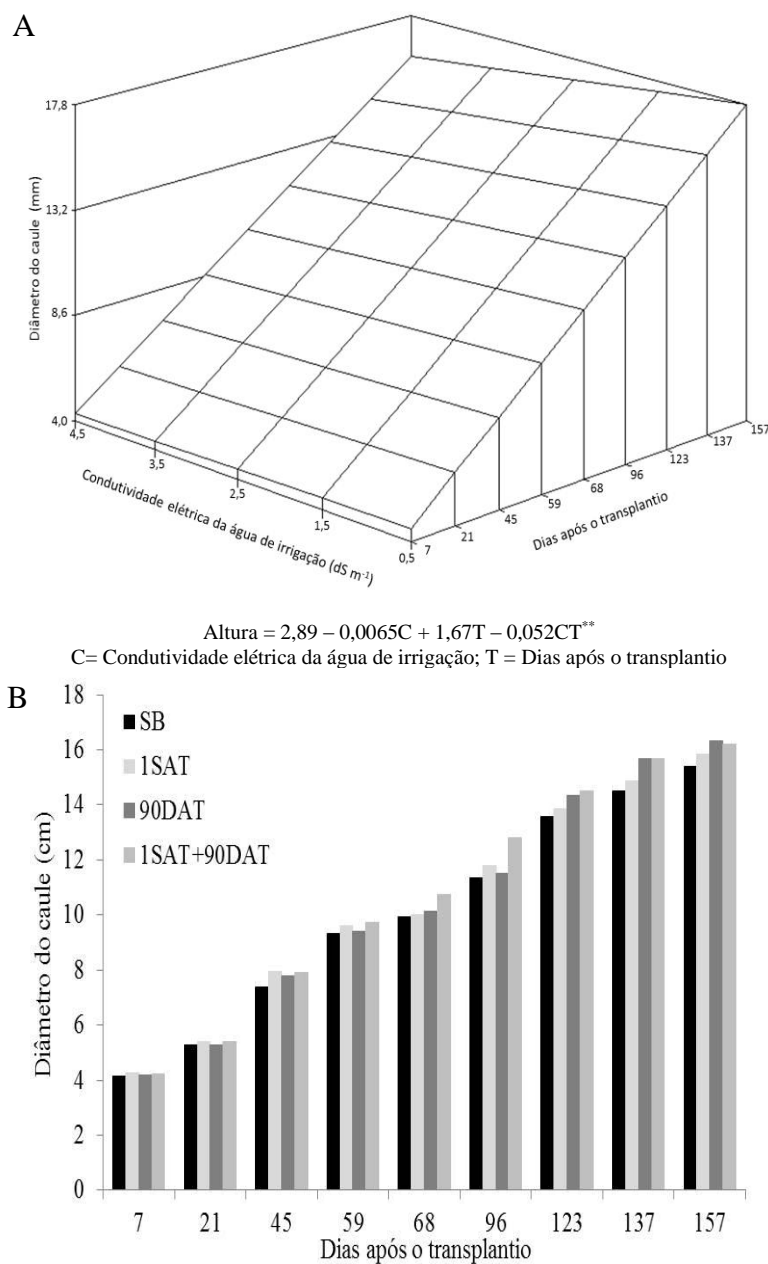 A
17,8
13,2
8,6
4,0
Diâmetro do caule (mm)
4,5
3,5
2,5
1,5
0,5
Condutividade elétrica da água de irrigação (dS m-1)
7
21
45
59
68
96
123
137
157
Dias após o transplantio
Altura = 2,89 – 0,0065C + 1,67T – 0,052CT**
C= Condutividade elétrica da água de irrigação; T = Dias após o transplantio
B
18
16
14
12
10
8
6
4
2
0
Diâmetro do caule (cm)
SB
1SAT
90DAT
1SAT+90DAT
7 21 45 59 68 96 123 137 157
Dias após o transplantio